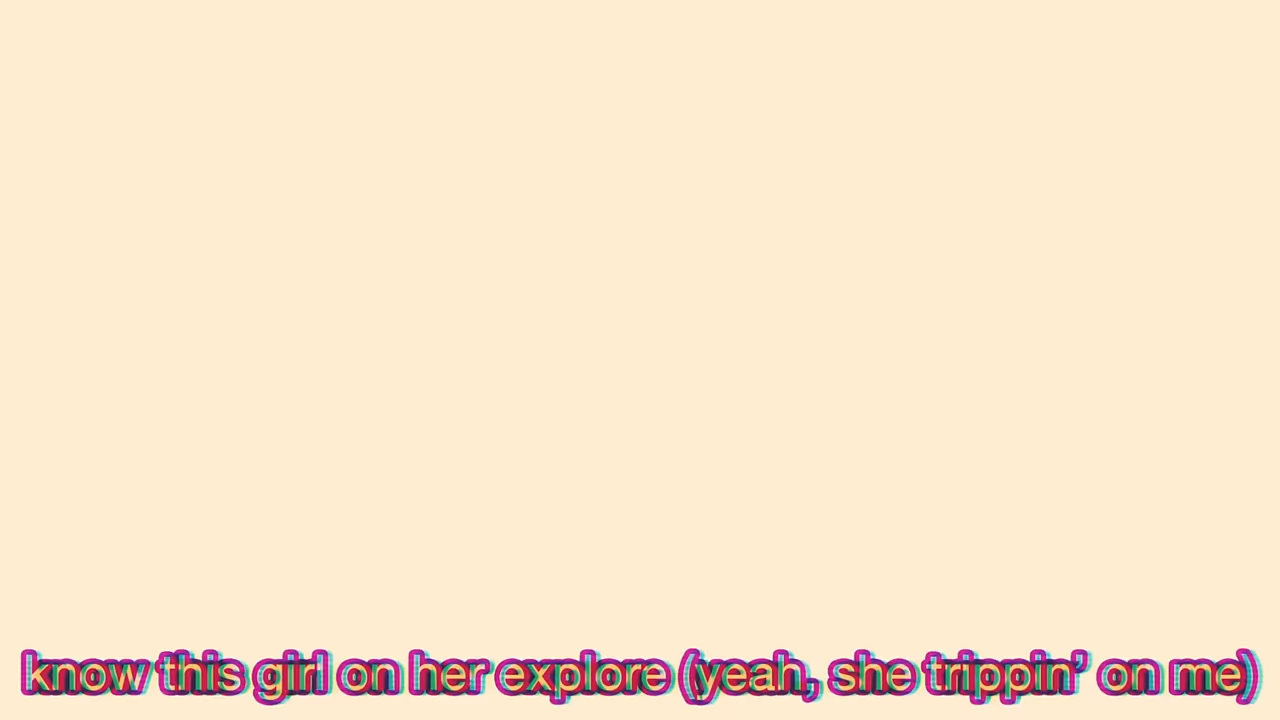 know this girl on her explore (yeah, she trippin’ on me)